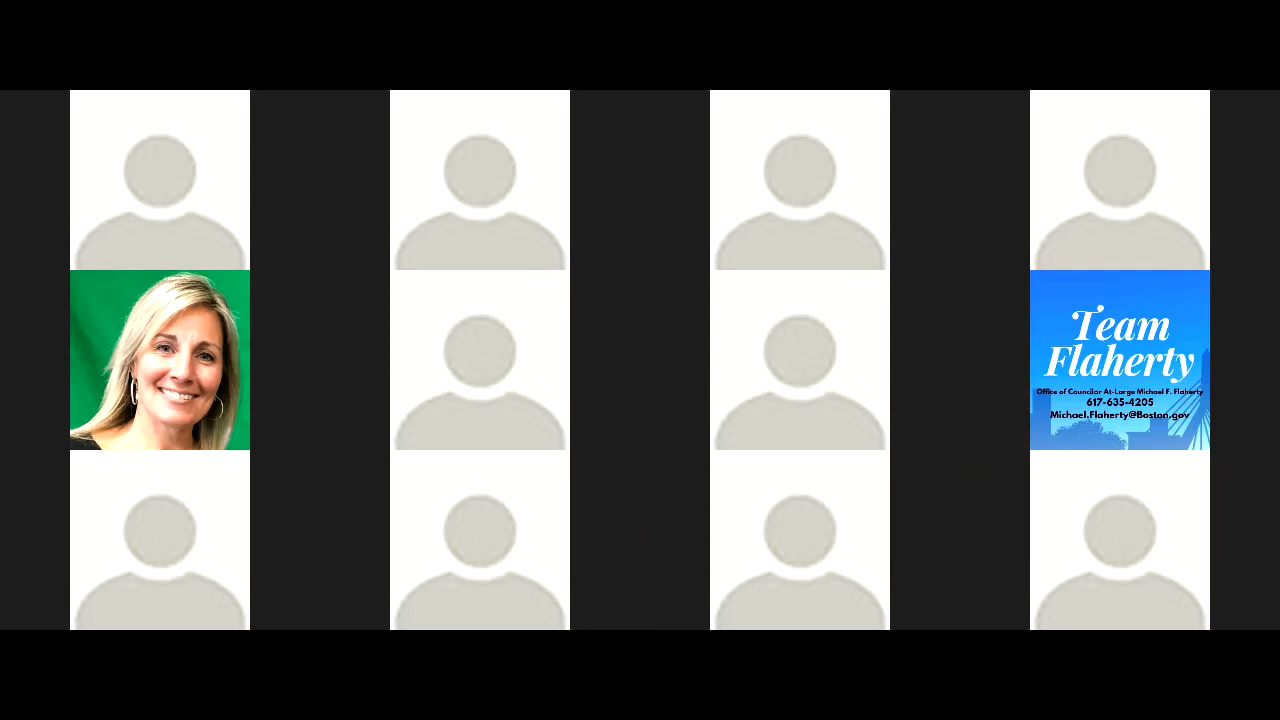 Team
Flaherty
Office of Councilor At-Large Michael F. Flaherty
617-635-4205
Michael.Flaherty@Boston.gov